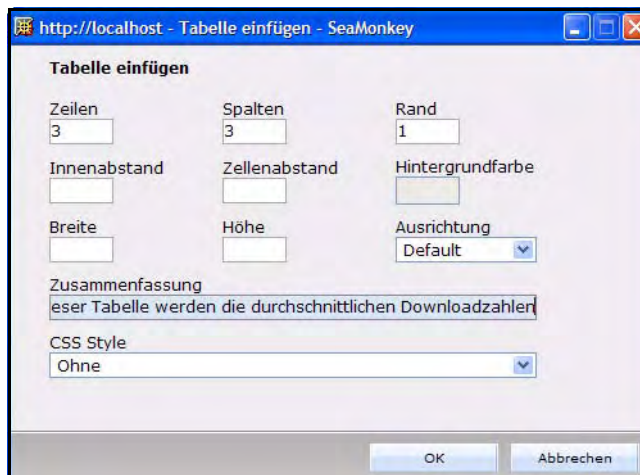 http://localhost - Tabelle einfügen - SeaMonkey
Tabelle einfügen
Zeilen Spalten Rand
3 3 1
Innenabstand Zellenabstand Hintergrundfarbe
Breite Höhe Ausrichtung
Default
Zusammenfassung
eser Tabelle werden die durchschnittlichen Downloadzahlen
CSS Style
Ohne
OK Abbrechen